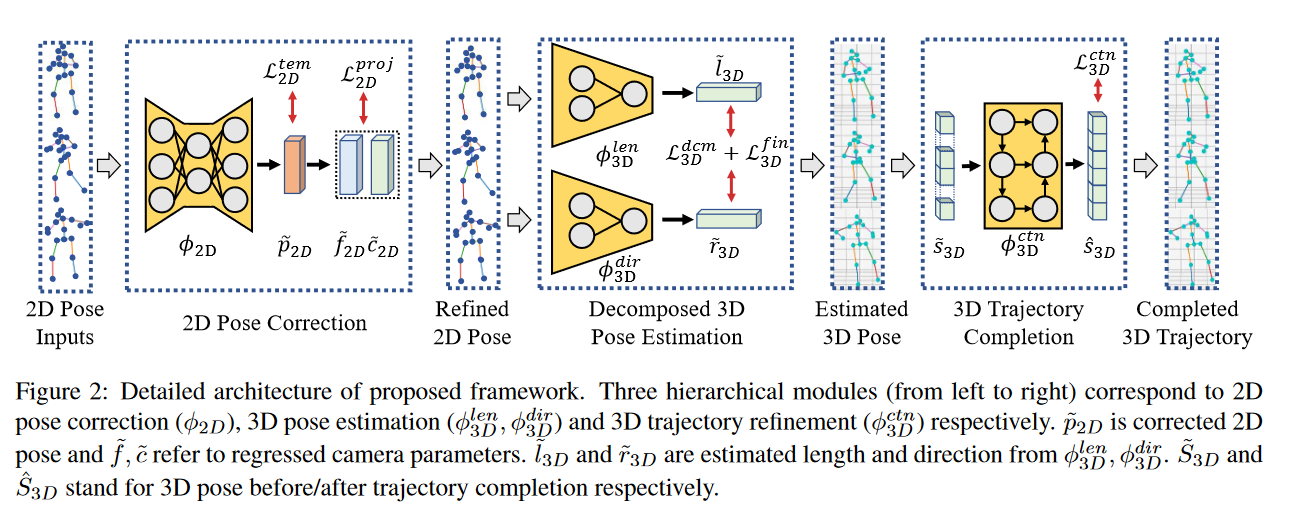 $\mathcal{L}_{2D}^{tem}$ $\mathcal{L}_{2D}^{proj}$
$\phi_{2D}$ $\tilde{p}_{2D}$ $\tilde{f}_{2D}$ $\tilde{c}_{2D}$
$\tilde{l}_{3D}$
$\phi_{3D}^{len}$ $\mathcal{L}_{3D}^{dcm} + \mathcal{L}_{3D}^{fin}$
$\phi_{3D}^{dir}$ $\tilde{r}_{3D}$
$\mathcal{L}_{3D}^{ctn}$
$\tilde{s}_{3D}$ $\phi_{3D}^{ctn}$ $\hat{s}_{3D}$
2D Pose
Inputs
2D Pose Correction
Refined
2D Pose
Decomposed 3D
Pose Estimation
Estimated
3D Pose
3D Trajectory
Completion
Completed
3D Trajectory
Figure 2: Detailed architecture of proposed framework. Three hierarchical modules (from left to right) correspond to 2D
pose correction ($\phi_{2D}$), 3D pose estimation ($\phi_{3D}^{len}, \phi_{3D}^{dir}$) and 3D trajectory refinement ($\phi_{3D}^{ctn}$) respectively. $\tilde{p}_{2D}$ is corrected 2D
pose and $\tilde{f}, \tilde{c}$ refer to regressed camera parameters. $\tilde{l}_{3D}$ and $\tilde{r}_{3D}$ are estimated length and direction from $\phi_{3D}^{len}, \phi_{3D}^{dir}$. $\tilde{S}_{3D}$ and
$\hat{S}_{3D}$ stand for 3D pose before/after trajectory completion respectively.